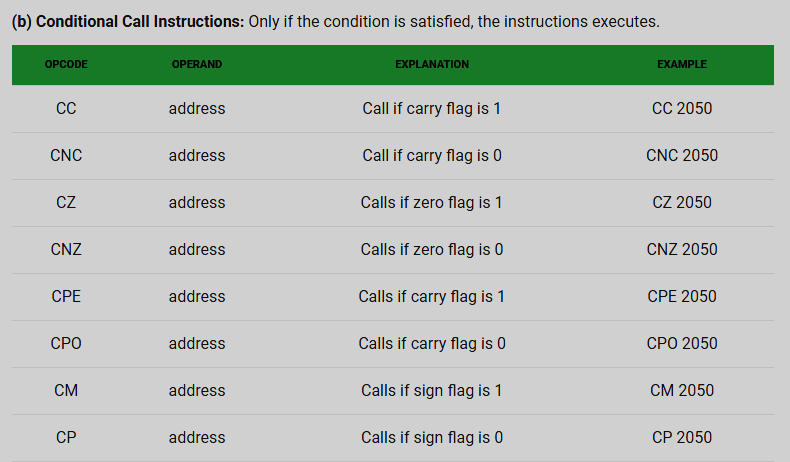 (b) Conditional Call Instructions: Only if the condition is satisfied, the instructions executes.
OPCODE OPERAND EXPLANATION EXAMPLE
CC address Call if carry flag is 1 CC 2050
CNC address Call if carry flag is 0 CNC 2050
CZ address Calls if zero flag is 1 CZ 2050
CNZ address Calls if zero flag is 0 CNZ 2050
CPE address Calls if carry flag is 1 CPE 2050
CPO address Calls if carry flag is 0 CPO 2050
CM address Calls if sign flag is 1 CM 2050
CP address Calls if sign flag is 0 CP 2050